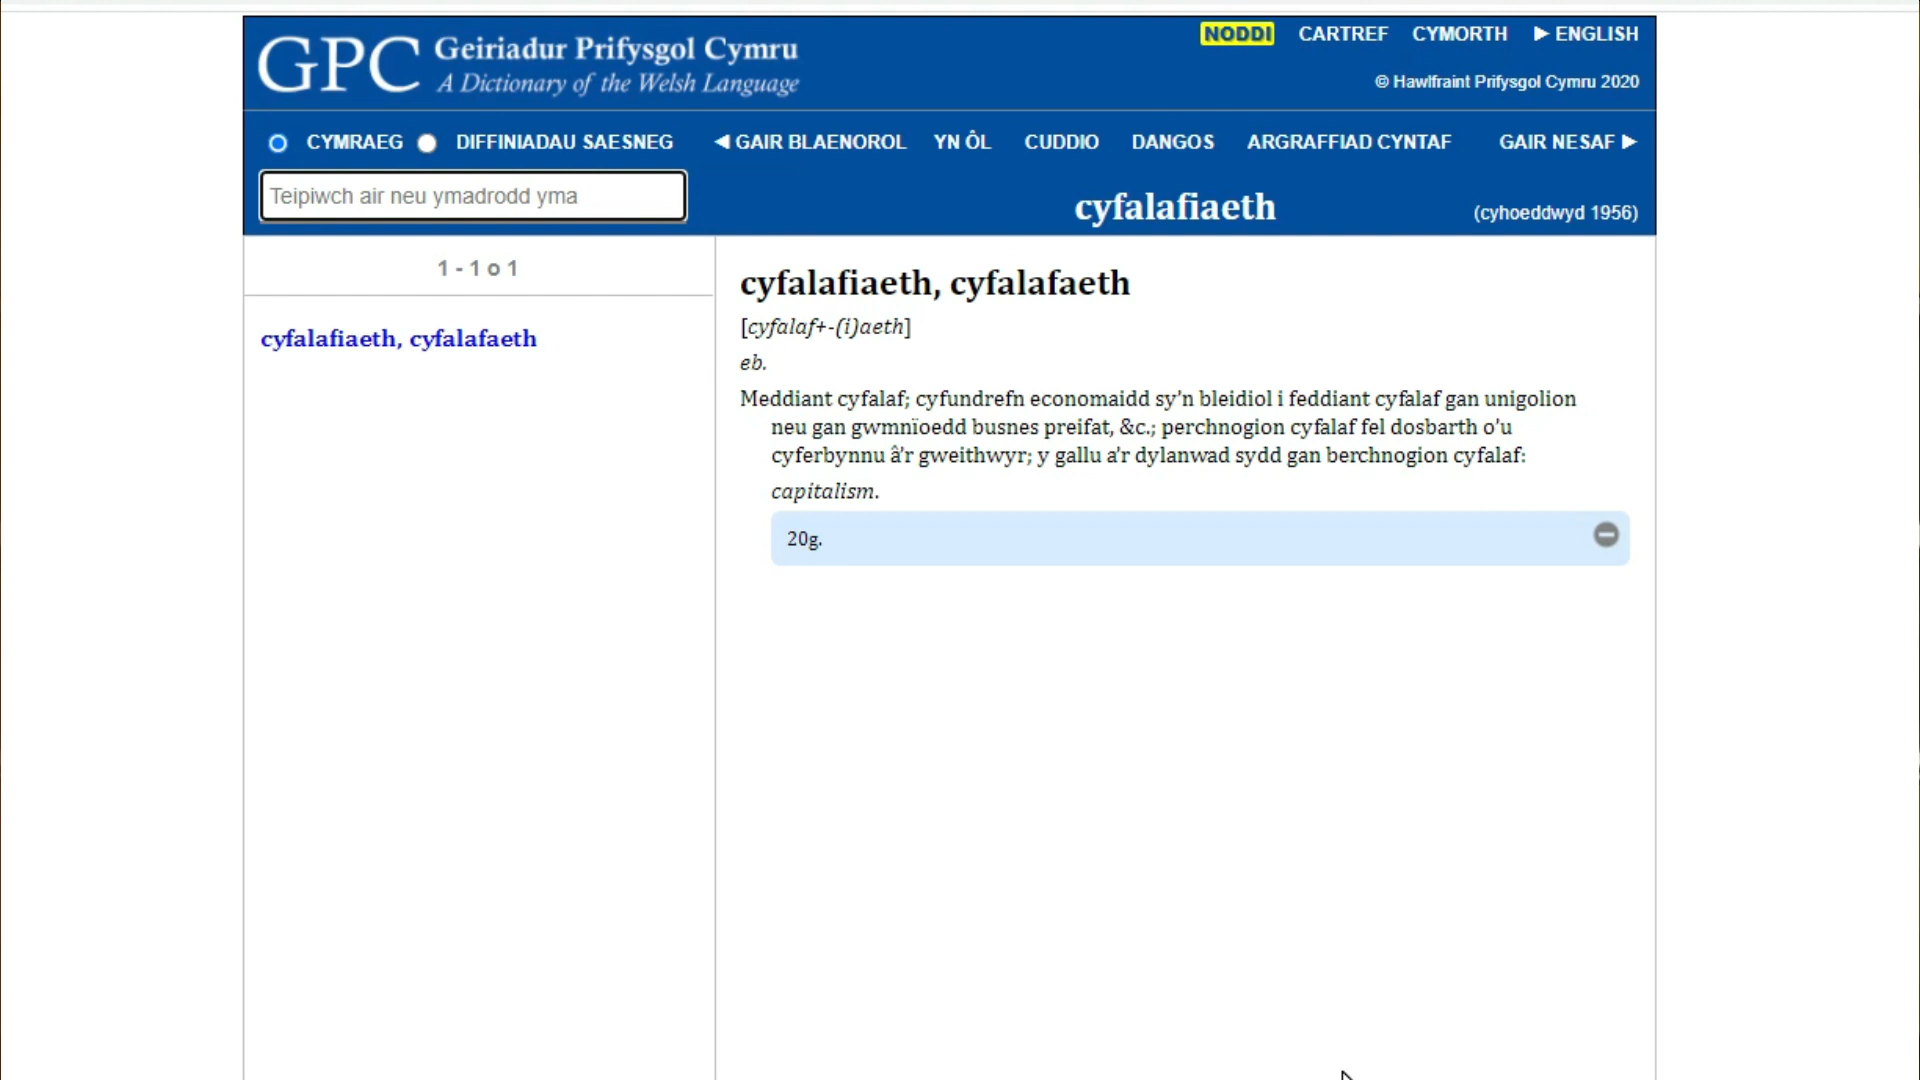 NODDI CARTREF CYMORTH ▶ ENGLISH
GPC Geiriadur Prifysgol Cymru
A Dictionary of the Welsh Language
© Hawlfraint Prifysgol Cymru 2020
CYMRAEG DIFFINIADAU SAESNEG ◀ GAIR BLAENOROL YN ÔL CUDDIO DANGOS ARGRAFFIAD CYNTAF GAIR NESAF ▶
Teipiwch air neu ymadrodd yma
cyfalafiaeth
(cyhoeddwyd 1956)
1 - 1 o 1
cyfalafiaeth, cyfalafaeth
cyfalafiaeth, cyfalafaeth
[cyfalaf+-(i)aeth]
eb.
Meddiant cyfalaf; cyfundrefn economaidd sy’n bleidiol i feddiant cyfalaf gan unigolion
neu gan gwmnïoedd busnes preifat, &c.; perchnogion cyfalaf fel dosbarth o’u
cyferbynnu â’r gweithwyr; y gallu a’r dylanwad sydd gan berchnogion cyfalaf:
capitalism.
20g.